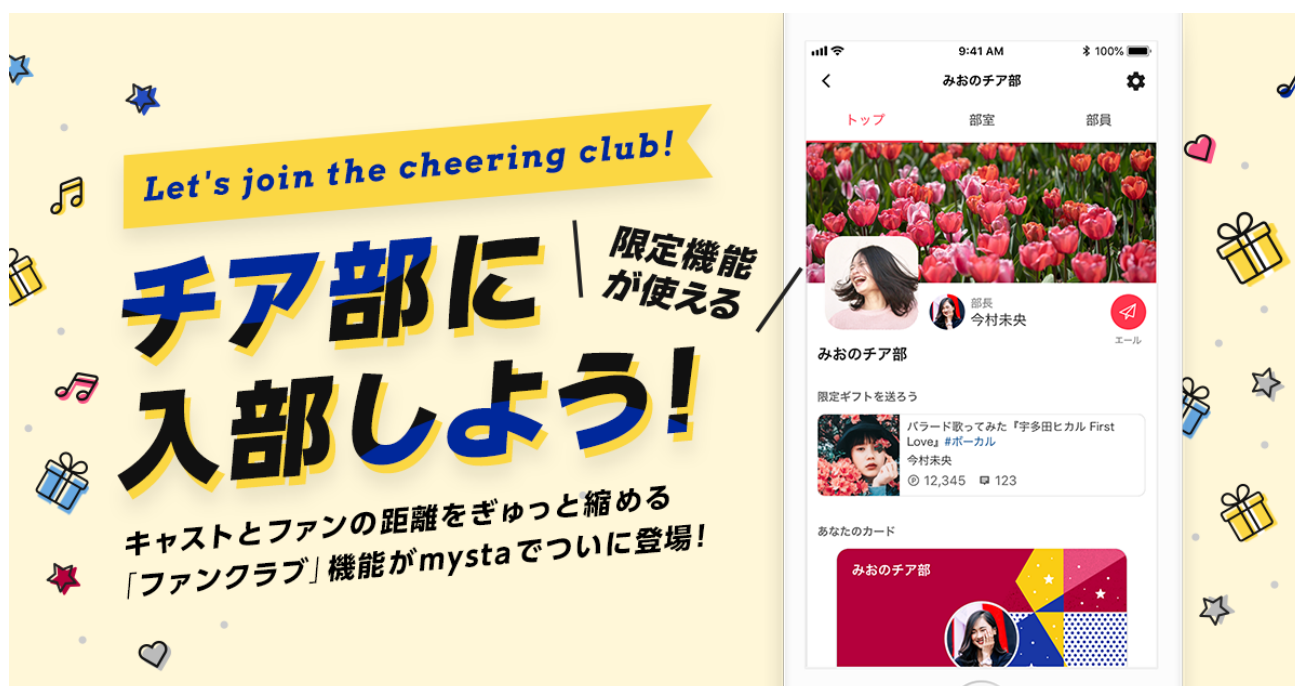 Let's join the cheering club!
チア部に
入部しよう!
限定機能
が使える
キャストとファンの距離をぎゅっと縮める
「ファンクラブ」機能がmystaでついに登場!
9:41 AM
100%
みおのチア部
トップ
部室
部員
部長
今村未央
エール
みおのチア部
限定ギフトを送ろう
バラード歌ってみた『宇多田ヒカル First
Love』#ボーカル
今村未央
P 12,345 123
あなたのカード
みおのチア部